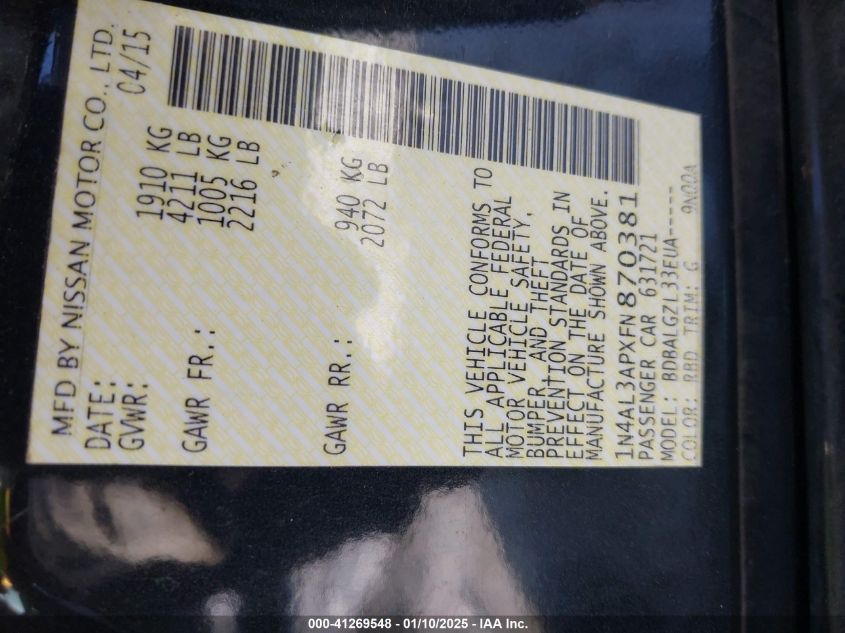 MFD BY NISSAN MOTOR CO., LTD.
DATE: 04/15
GVWR: 1910 KG
4211 LB
GAWR FR.: 1005 KG
2216 LB
GAWR RR.: 940 KG
2072 LB
THIS VEHICLE CONFORMS TO
ALL APPLICABLE FEDERAL
MOTOR VEHICLE SAFETY,
BUMPER, AND THEFT
PREVENTION STANDARDS IN
EFFECT ON THE DATE OF
MANUFACTURE SHOWN ABOVE.
1N4AL3APXFN870381
PASSENGER CAR 631721
MODEL: BDBALGZL33EUA-----
COLOR: RBD TRIM: G
000-41269548 - 01/10/2025 - IAA Inc.